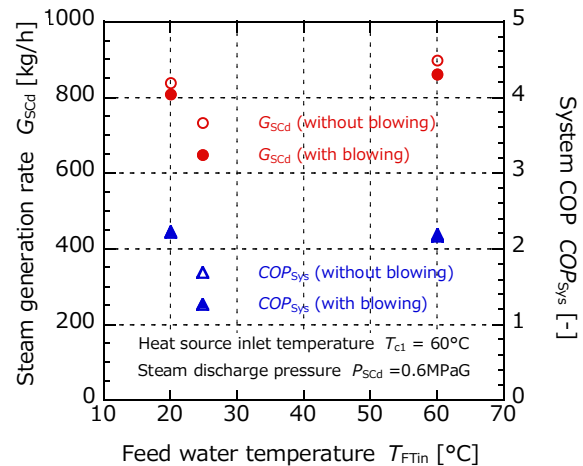 Steam generation rate GSCd [kg/h]
1000
800
600
400
200
0
5
4
3
2
1
0
System COP COPSys [-]
GSCd (without blowing)
GSCd (with blowing)
COPSys (without blowing)
COPSys (with blowing)
Heat source inlet temperature Tc1 = 60°C
Steam discharge pressure PSCd =0.6MPaG
10 20 30 40 50 60 70
Feed water temperature TFTin [°C]